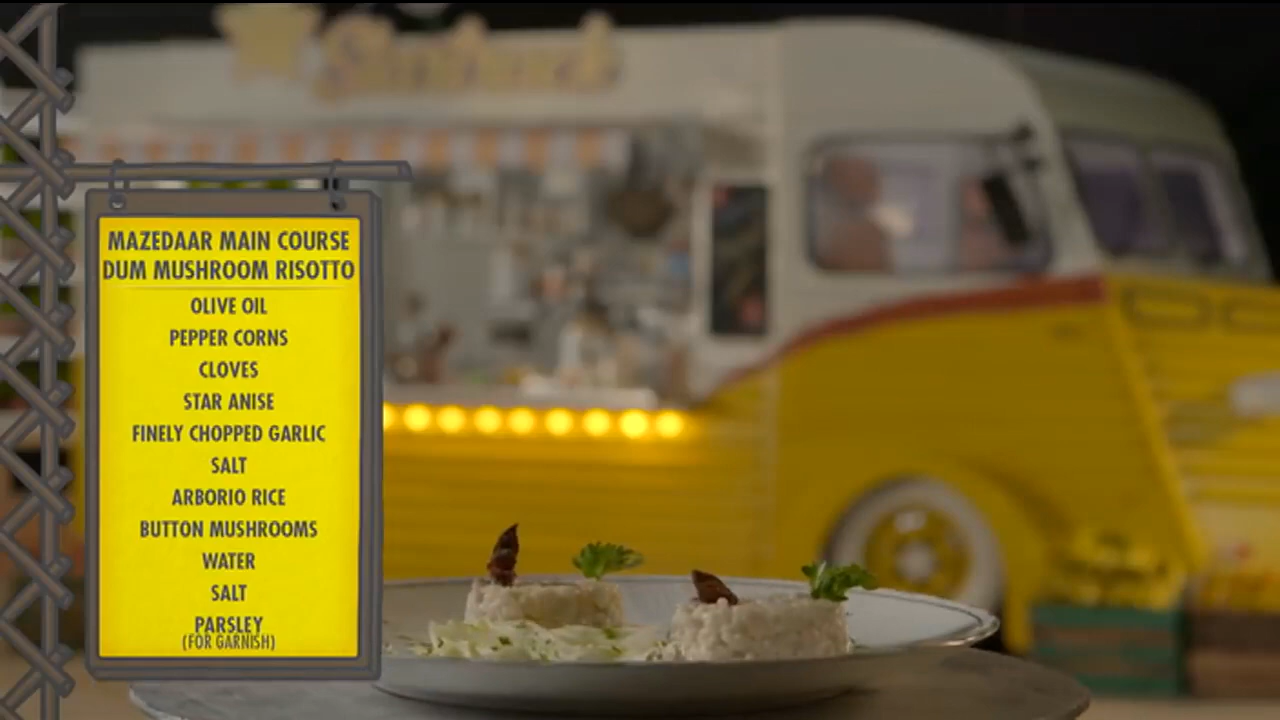 MAZEDAAR MAIN COURSE
DUM MUSHROOM RISOTTO
OLIVE OIL
PEPPER CORNS
CLOVES
STAR ANISE
FINELY CHOPPED GARLIC
SALT
ARBORIO RICE
BUTTON MUSHROOMS
WATER
SALT
PARSLEY
(FOR GARNISH)